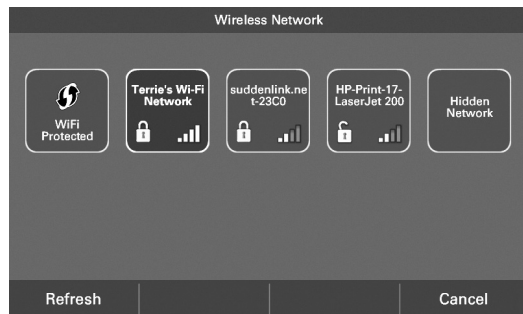 Wireless Network
WiFi
Protected
Terrie's Wi-Fi
Network
suddenlink.ne
t-23C0
HP-Print-17-
LaserJet 200
Hidden
Network
Refresh
Cancel